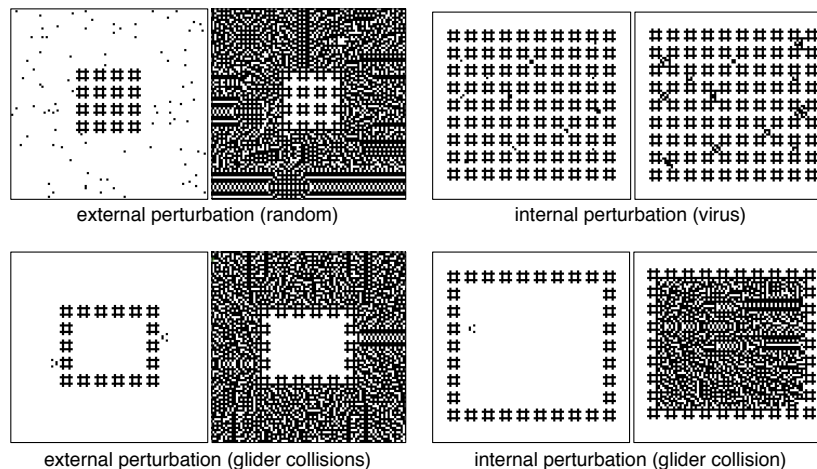 external perturbation (random)
internal perturbation (virus)
external perturbation (glider collisions)
internal perturbation (glider collision)